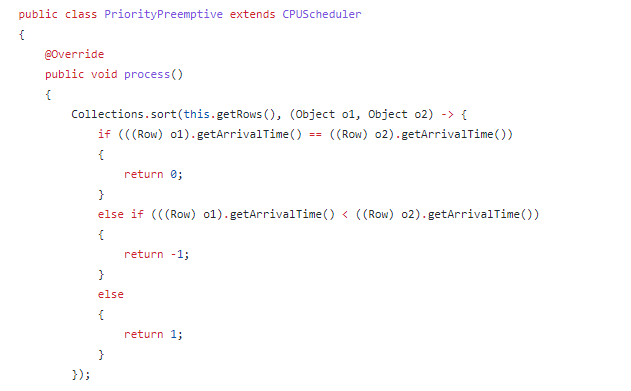 public class PriorityPreemptive extends CPUScheduler
{
    @Override
    public void process()
    {
        Collections.sort(this.getRows(), (Object o1, Object o2) -> {
            if (((Row) o1).getArrivalTime() == ((Row) o2).getArrivalTime())
            {
                return 0;
            }
            else if (((Row) o1).getArrivalTime() < ((Row) o2).getArrivalTime())
            {
                return -1;
            }
            else
            {
                return 1;
            }
        });